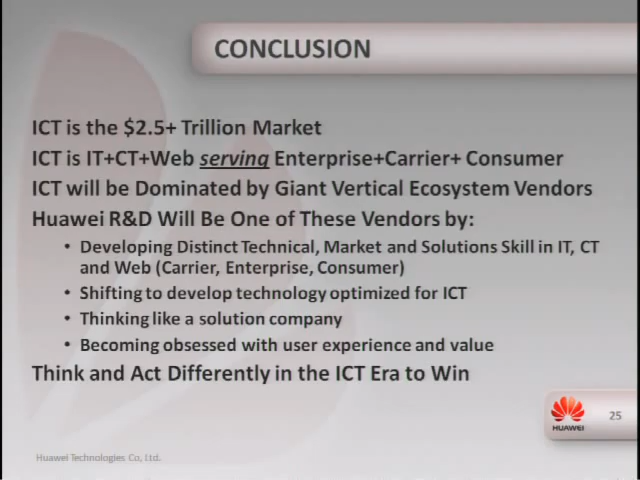 CONCLUSION
ICT is the $2.5+ Trillion Market
ICT is IT+CT+Web serving Enterprise+Carrier+ Consumer
ICT will be Dominated by Giant Vertical Ecosystem Vendors
Huawei R&D Will Be One of These Vendors by:
• Developing Distinct Technical, Market and Solutions Skill in IT, CT
and Web (Carrier, Enterprise, Consumer)
• Shifting to develop technology optimized for ICT
• Thinking like a solution company
• Becoming obsessed with user experience and value
Think and Act Differently in the ICT Era to Win
HUAWEI
25
Huawei Technologies Co, Ltd.